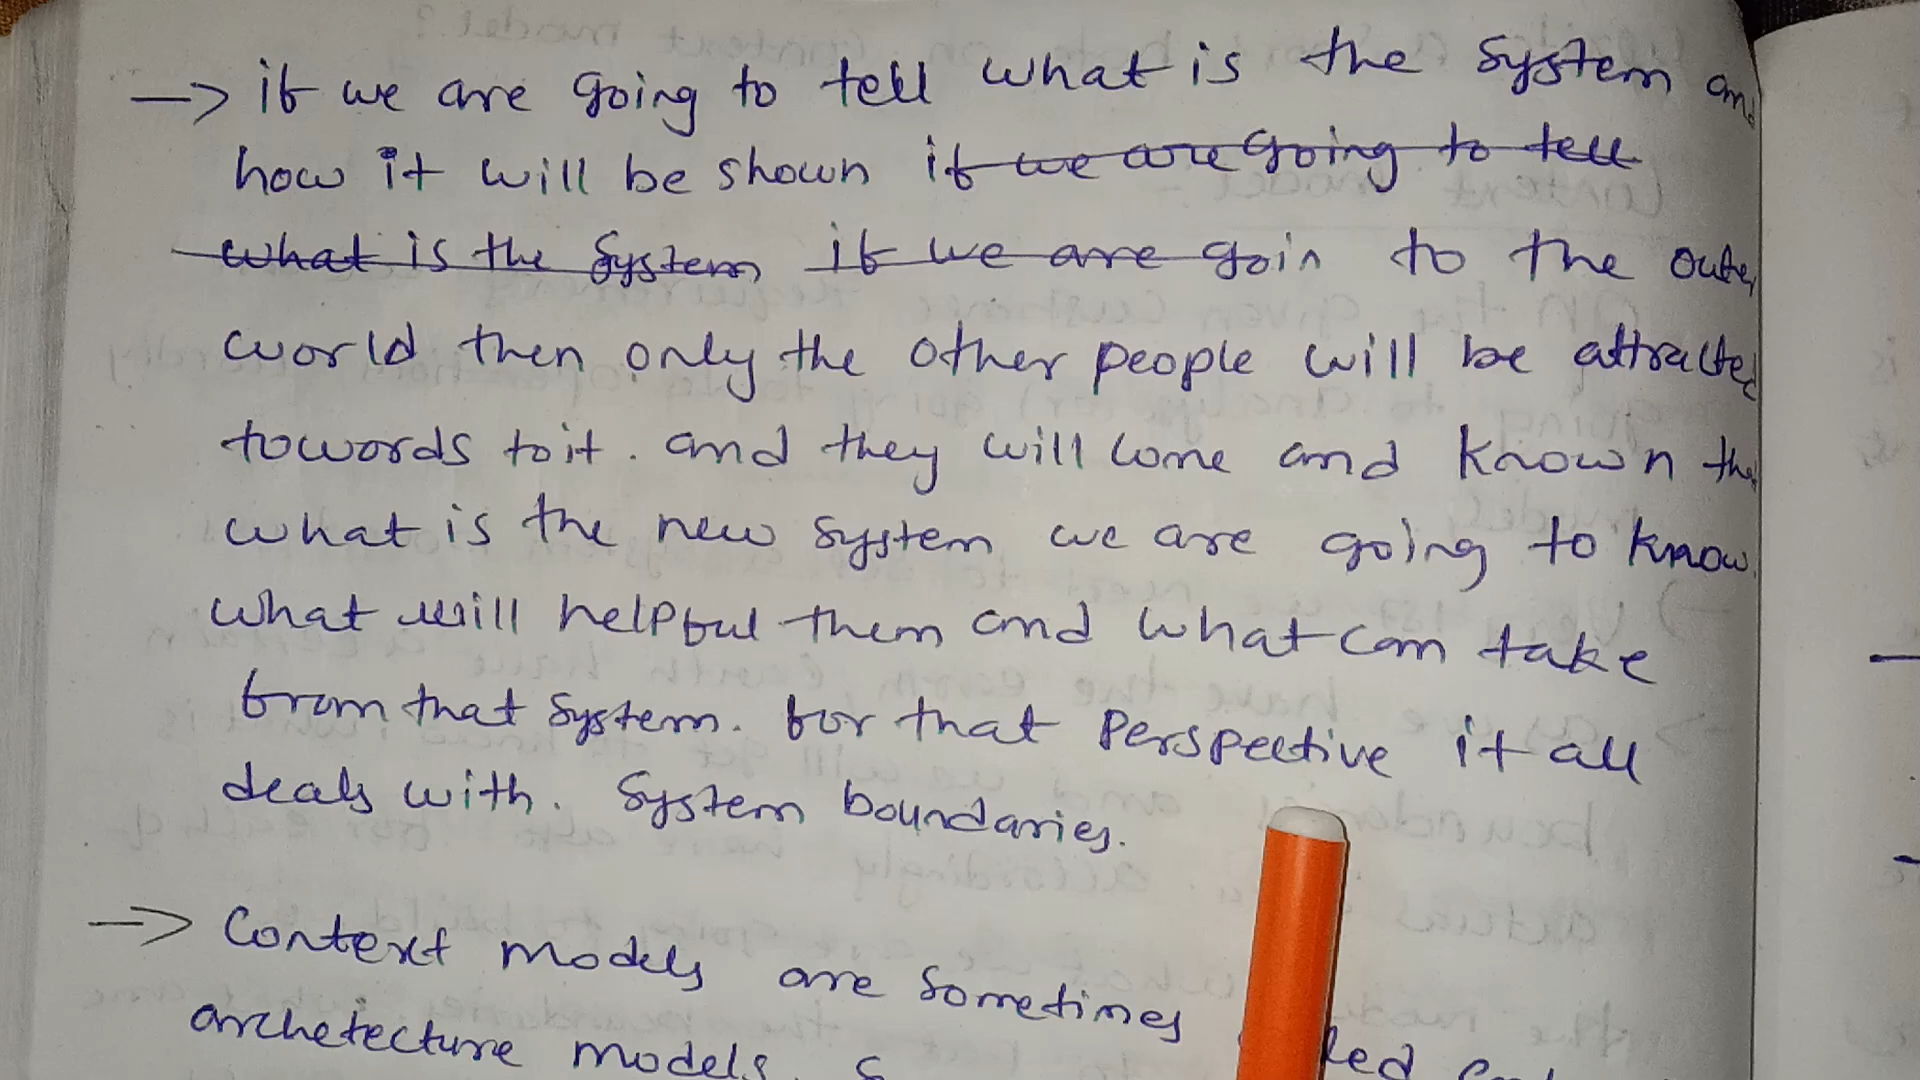 → if we are going to tell what is the system an
how it will be shown if we are going to tell
what is the system if we are goin to the oute
world then only the other people will be attracted
towords to it. and they will come and known the
what is the new system we are going to know.
what will helpful them and what can take
from that system. for that perspective it all
deals with. system boundaries.
→ Context models are sometimes
archetecture models.